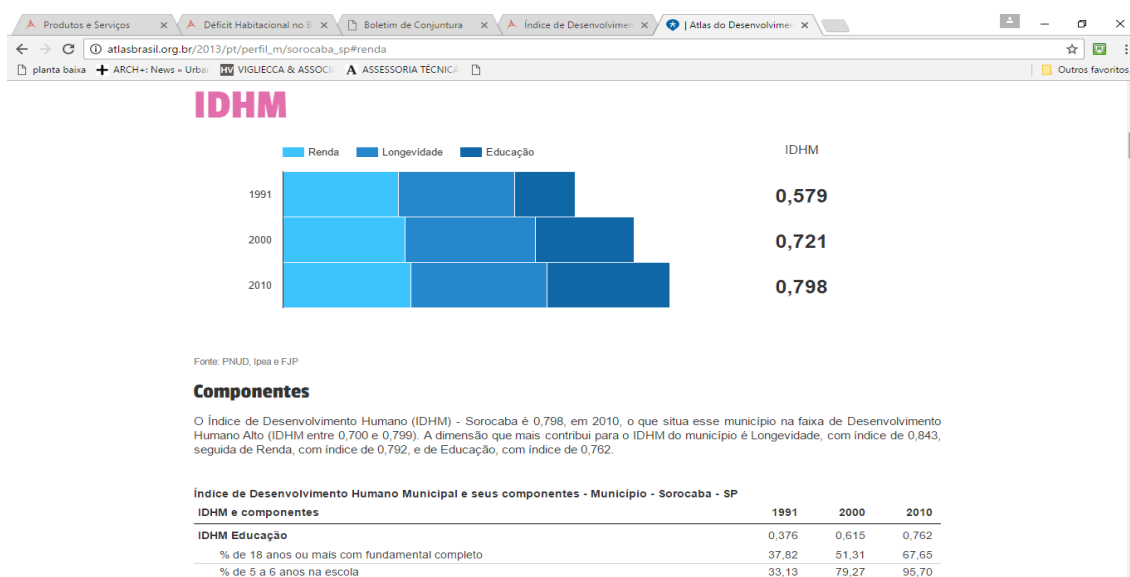 Produtos e Serviços
Déficit Habitacional no B
Boletim de Conjuntura
Índice de Desenvolvimen
| Atlas do Desenvolvimen
atlasbrasil.org.br/2013/pt/perfil_m/sorocaba_sp#renda
planta baixa ARCH+: News » Urba HV VIGLIECCA & ASSOCI A ASSESSORIA TÉCNICA Outros favoritos
IDHM
Renda Longevidade Educação IDHM
1991 0,579
2000 0,721
2010 0,798
Fonte: PNUD, Ipea e FJP
Componentes
O Índice de Desenvolvimento Humano (IDHM) - Sorocaba é 0,798, em 2010, o que situa esse município na faixa de Desenvolvimento
Humano Alto (IDHM entre 0,700 e 0,799). A dimensão que mais contribui para o IDHM do município é Longevidade, com índice de 0,843,
seguida de Renda, com índice de 0,792, e de Educação, com índice de 0,762.
Índice de Desenvolvimento Humano Municipal e seus componentes - Município - Sorocaba - SP
IDHM e componentes 1991 2000 2010
IDHM Educação 0,376 0,615 0,762
% de 18 anos ou mais com fundamental completo 37,82 51,31 67,65
% de 5 a 6 anos na escola 33,13 79,27 95,70